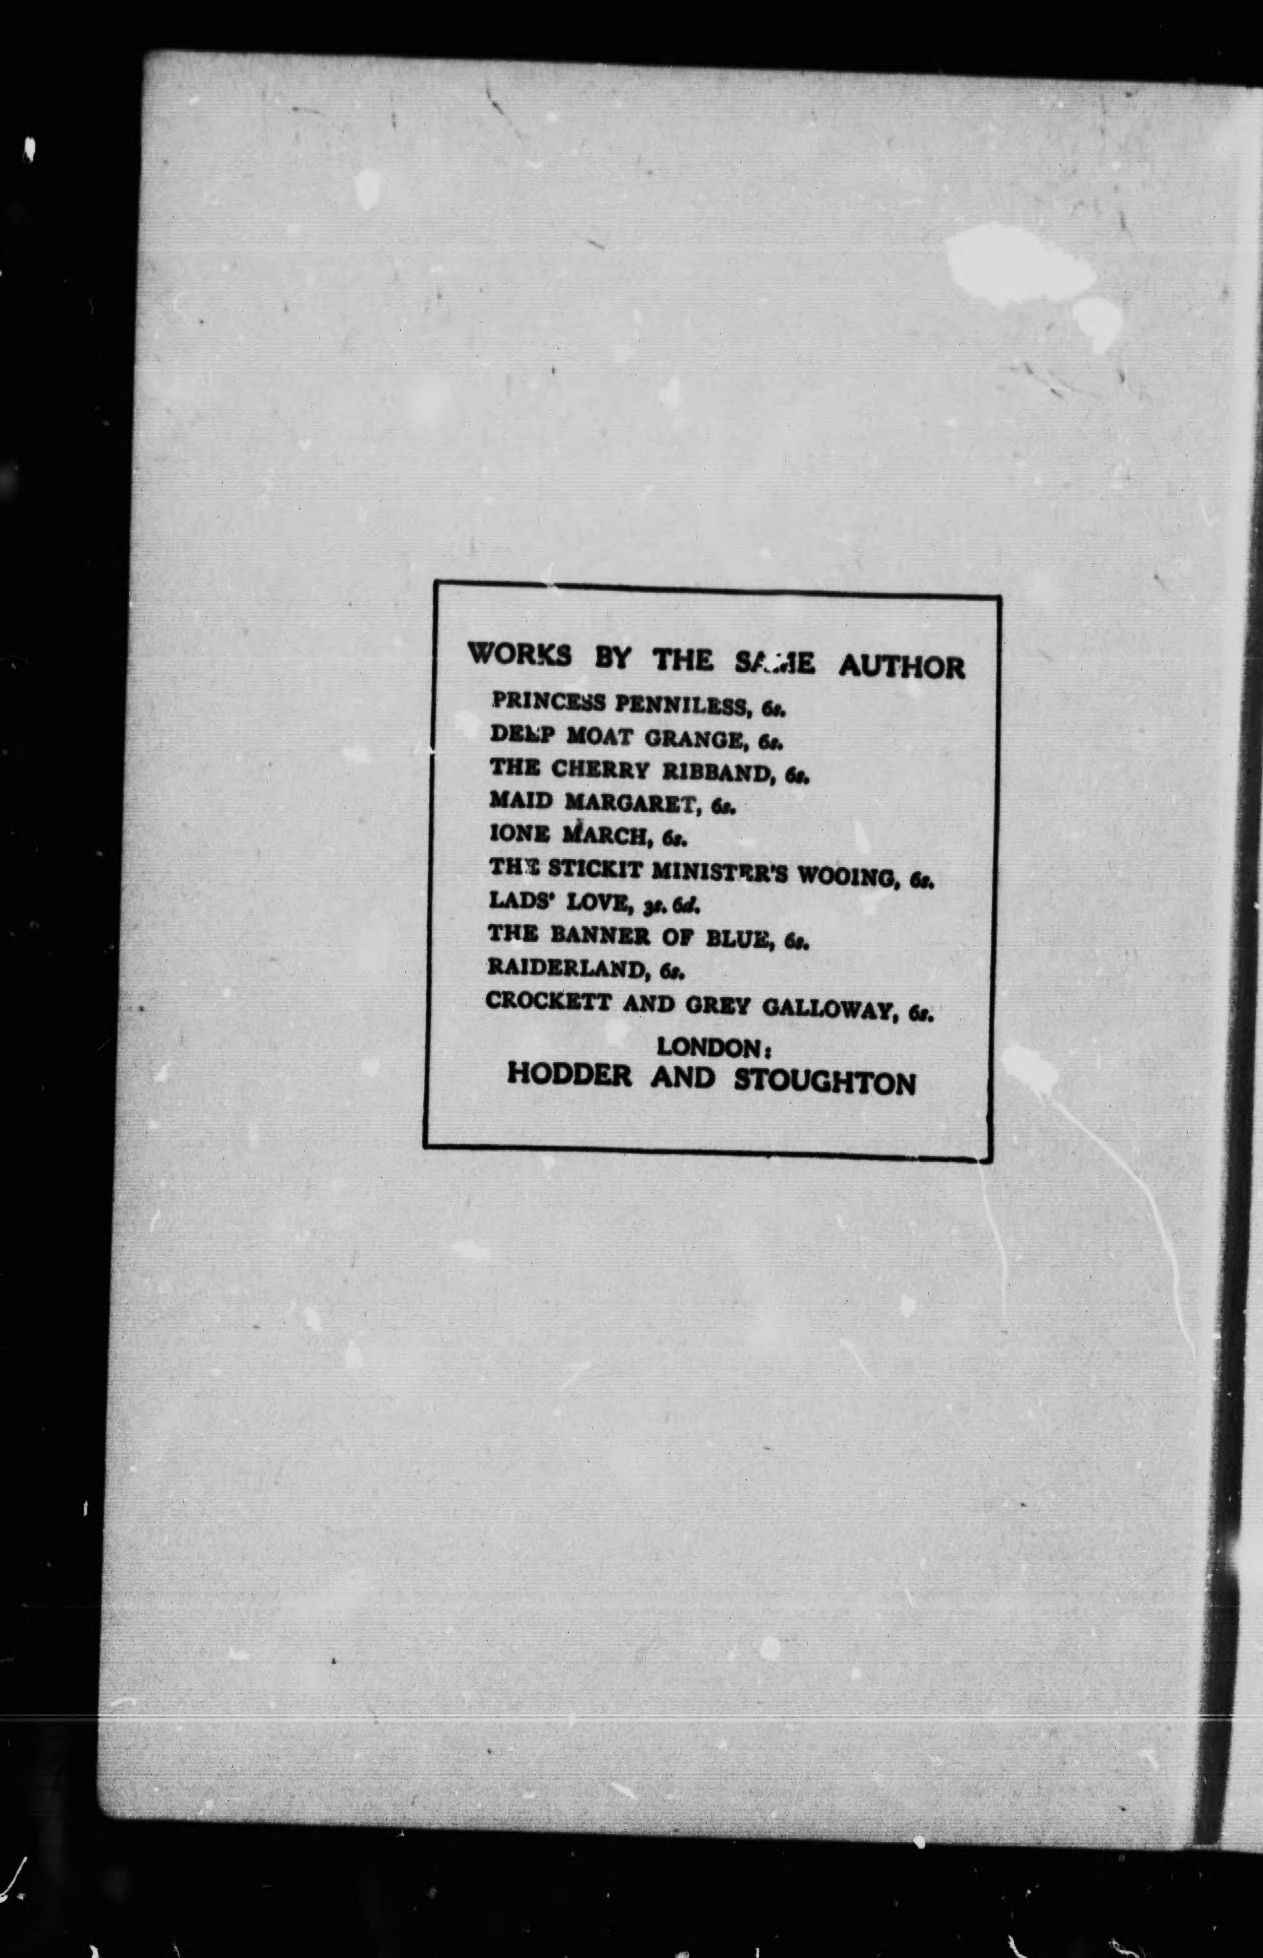 WORKS BY THE SAME AUTHOR
PRINCESS PENNILESS, 6s.
DEEP MOAT GRANGE, 6s.
THE CHERRY RIBBAND, 6s.
MAID MARGARET, 6s.
IONE MARCH, 6s.
THE STICKIT MINISTER'S WOOING, 6s.
LADS' LOVE, 3s. 6d.
THE BANNER OF BLUE, 6s.
RAIDERLAND, 6s.
CROCKETT AND GREY GALLOWAY, 6s.
LONDON:
HODDER AND STOUGHTON